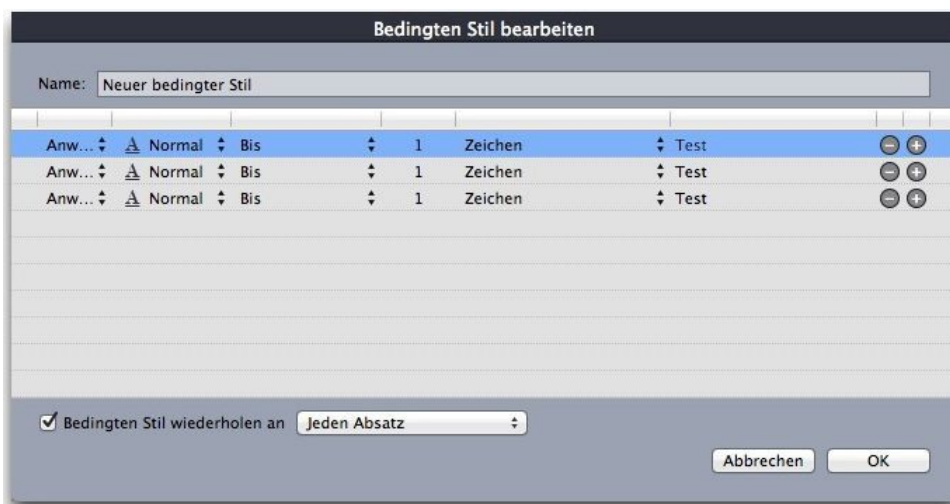 Bedingten Stil bearbeiten
Name: Neuer bedingter Stil
Anw... A Normal Bis 1 Zeichen Test
Anw... A Normal Bis 1 Zeichen Test
Anw... A Normal Bis 1 Zeichen Test
Bedingten Stil wiederholen an Jeden Absatz
Abbrechen OK